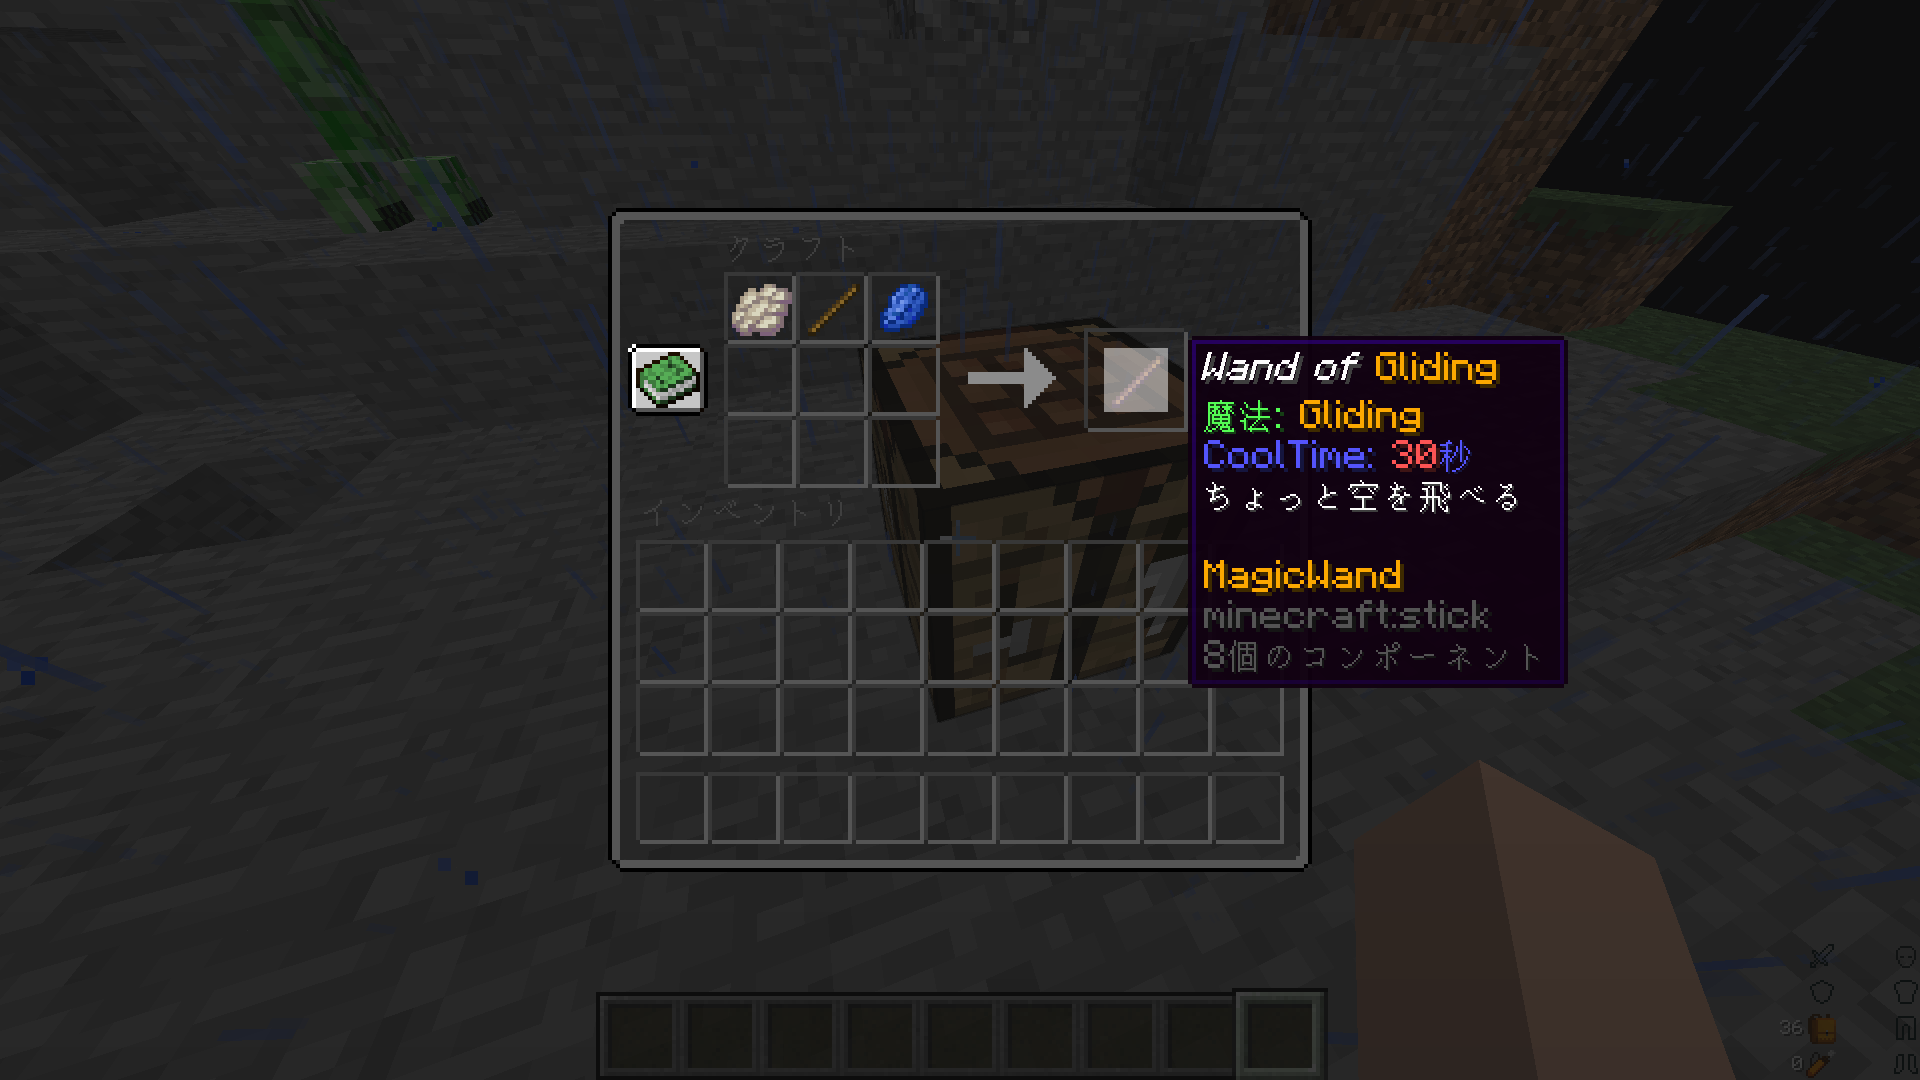 クラフト
Wand of Gliding
魔法: Gliding
CoolTime: 30秒
ちょっと空を飛べる
インベントリ
MagicWand
minecraft:stick
8個のコンポーネント
36
0